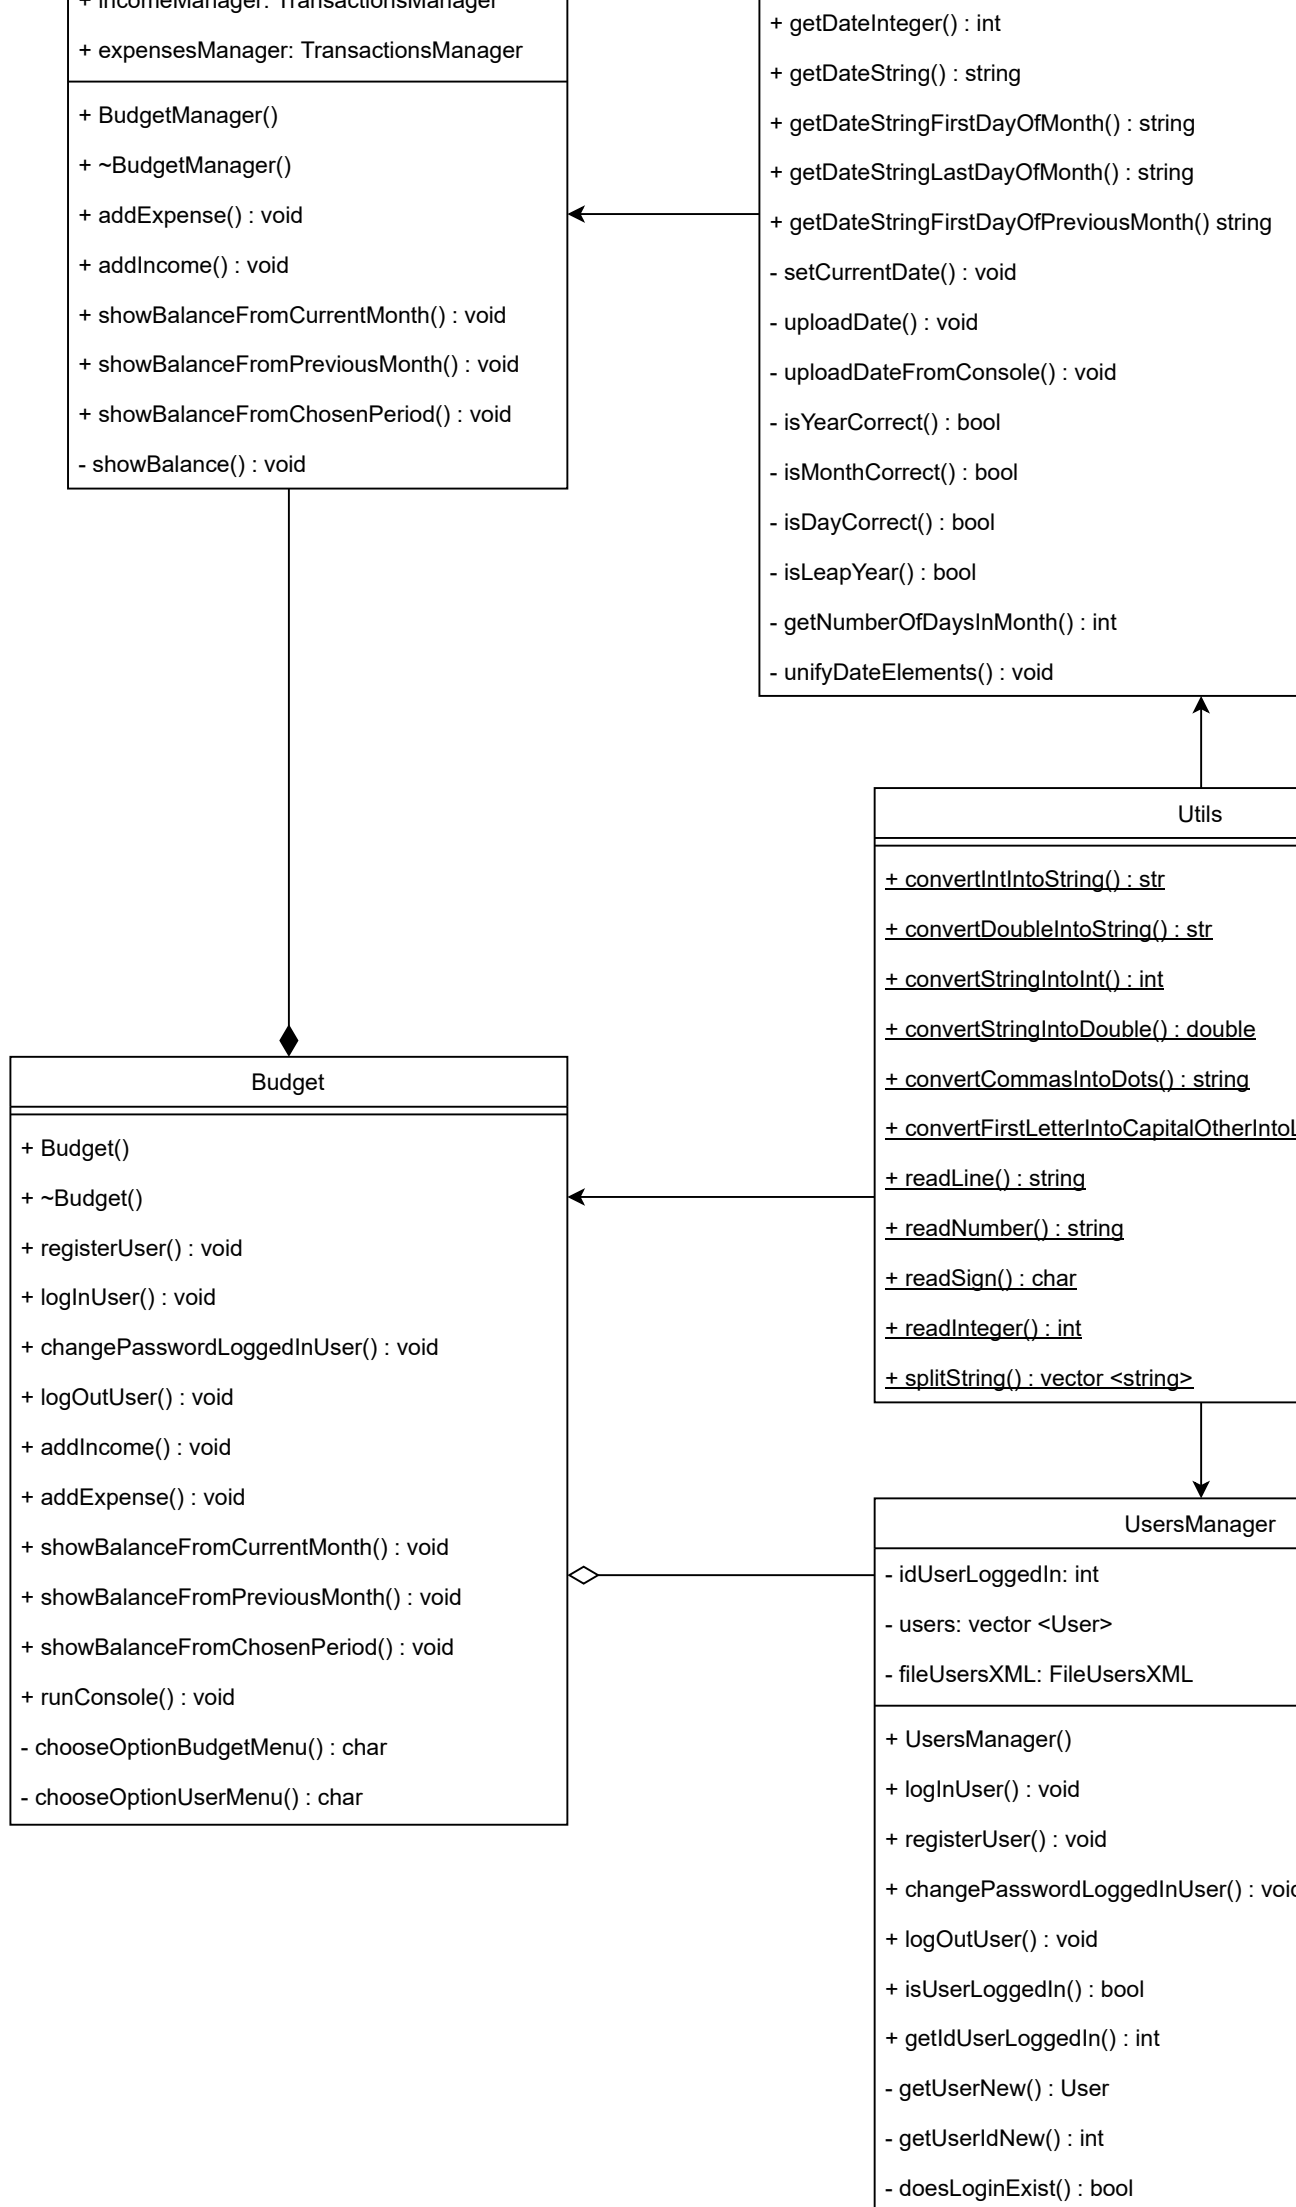 + incomeManager: TransactionsManager
+ expensesManager: TransactionsManager
+ BudgetManager()
+ ~BudgetManager()
+ addExpense() : void
+ addIncome() : void
+ showBalanceFromCurrentMonth() : void
+ showBalanceFromPreviousMonth() : void
+ showBalanceFromChosenPeriod() : void
- showBalance() : void
+ getDateInteger() : int
+ getDateString() : string
+ getDateStringFirstDayOfMonth() : string
+ getDateStringLastDayOfMonth() : string
+ getDateStringFirstDayOfPreviousMonth() string
- setCurrentDate() : void
- uploadDate() : void
- uploadDateFromConsole() : void
- isYearCorrect() : bool
- isMonthCorrect() : bool
- isDayCorrect() : bool
- isLeapYear() : bool
- getNumberOfDaysInMonth() : int
- unifyDateElements() : void
Utils
+ convertIntIntoString() : str
+ convertDoubleIntoString() : str
+ convertStringIntoInt() : int
+ convertStringIntoDouble() : double
+ convertCommasIntoDots() : string
+ convertFirstLetterIntoCapitalOtherIntoL
+ readLine() : string
+ readNumber() : string
+ readSign() : char
+ readInteger() : int
+ splitString() : vector <string>
Budget
+ Budget()
+ ~Budget()
+ registerUser() : void
+ logInUser() : void
+ changePasswordLoggedInUser() : void
+ logOutUser() : void
+ addIncome() : void
+ addExpense() : void
+ showBalanceFromCurrentMonth() : void
+ showBalanceFromPreviousMonth() : void
+ showBalanceFromChosenPeriod() : void
+ runConsole() : void
- chooseOptionBudgetMenu() : char
- chooseOptionUserMenu() : char
UsersManager
- idUserLoggedIn: int
- users: vector <User>
- fileUsersXML: FileUsersXML
+ UsersManager()
+ logInUser() : void
+ registerUser() : void
+ changePasswordLoggedInUser() : void
+ logOutUser() : void
+ isUserLoggedIn() : bool
+ getIdUserLoggedIn() : int
- getUserNew() : User
- getUserIdNew() : int
- doesLoginExist() : bool